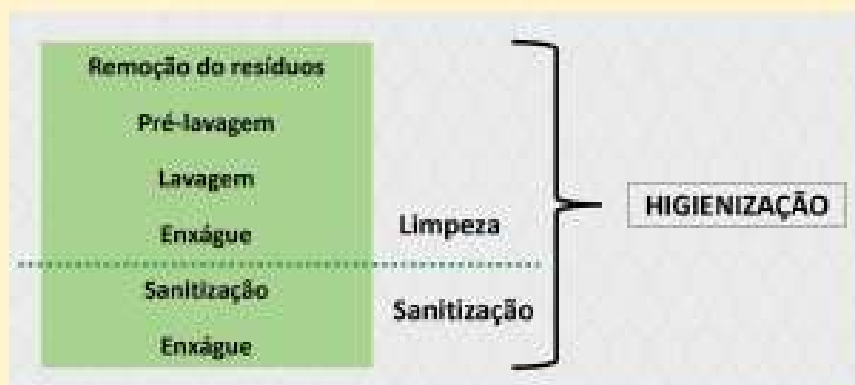 Remoção do resíduos
Pré-lavagem
Lavagem
Enxágue
Limpeza
Sanitização
Enxágue
Sanitização
HIGIENIZAÇÃO